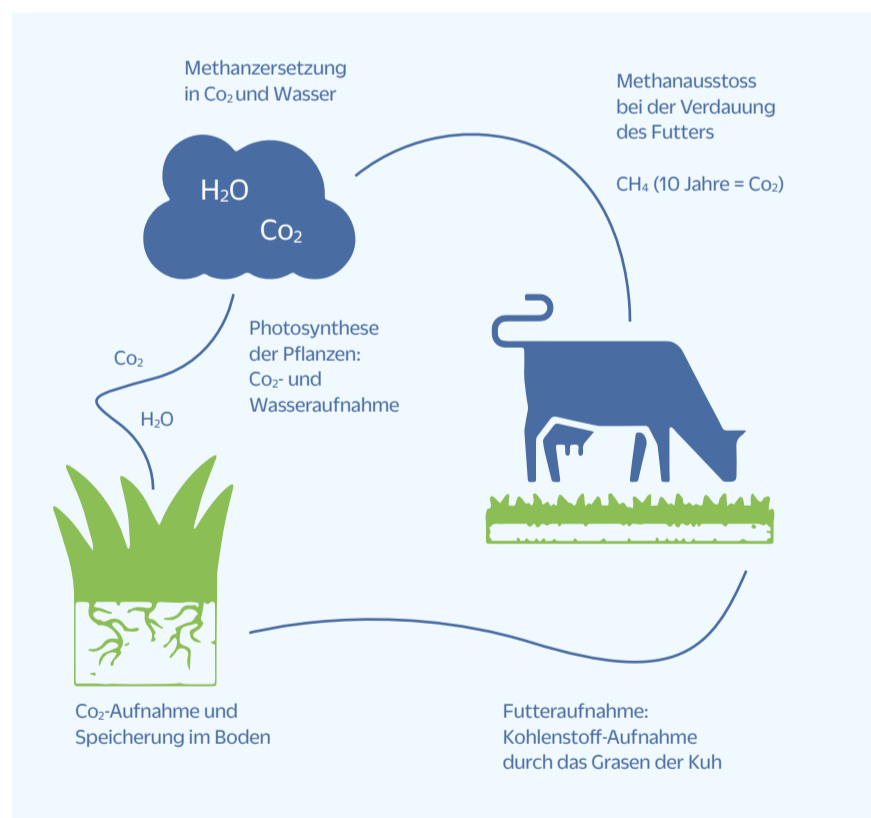 Methanzersetzung
in Co₂ und Wasser
Methanausstoss
bei der Verdauung
des Futters
CH₄ (10 Jahre = Co₂)
H₂O
Co₂
Photosynthese
der Pflanzen:
Co₂- und
Wasseraufnahme
Co₂
H₂O
Co₂-Aufnahme und
Speicherung im Boden
Futteraufnahme:
Kohlenstoff-Aufnahme
durch das Grasen der Kuh